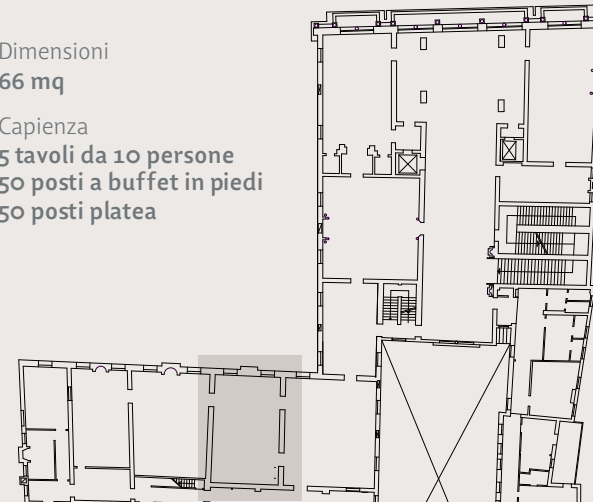 Dimensioni
66 mq
Capienza
5 tavoli da 10 persone
50 posti a buffet in piedi
50 posti platea